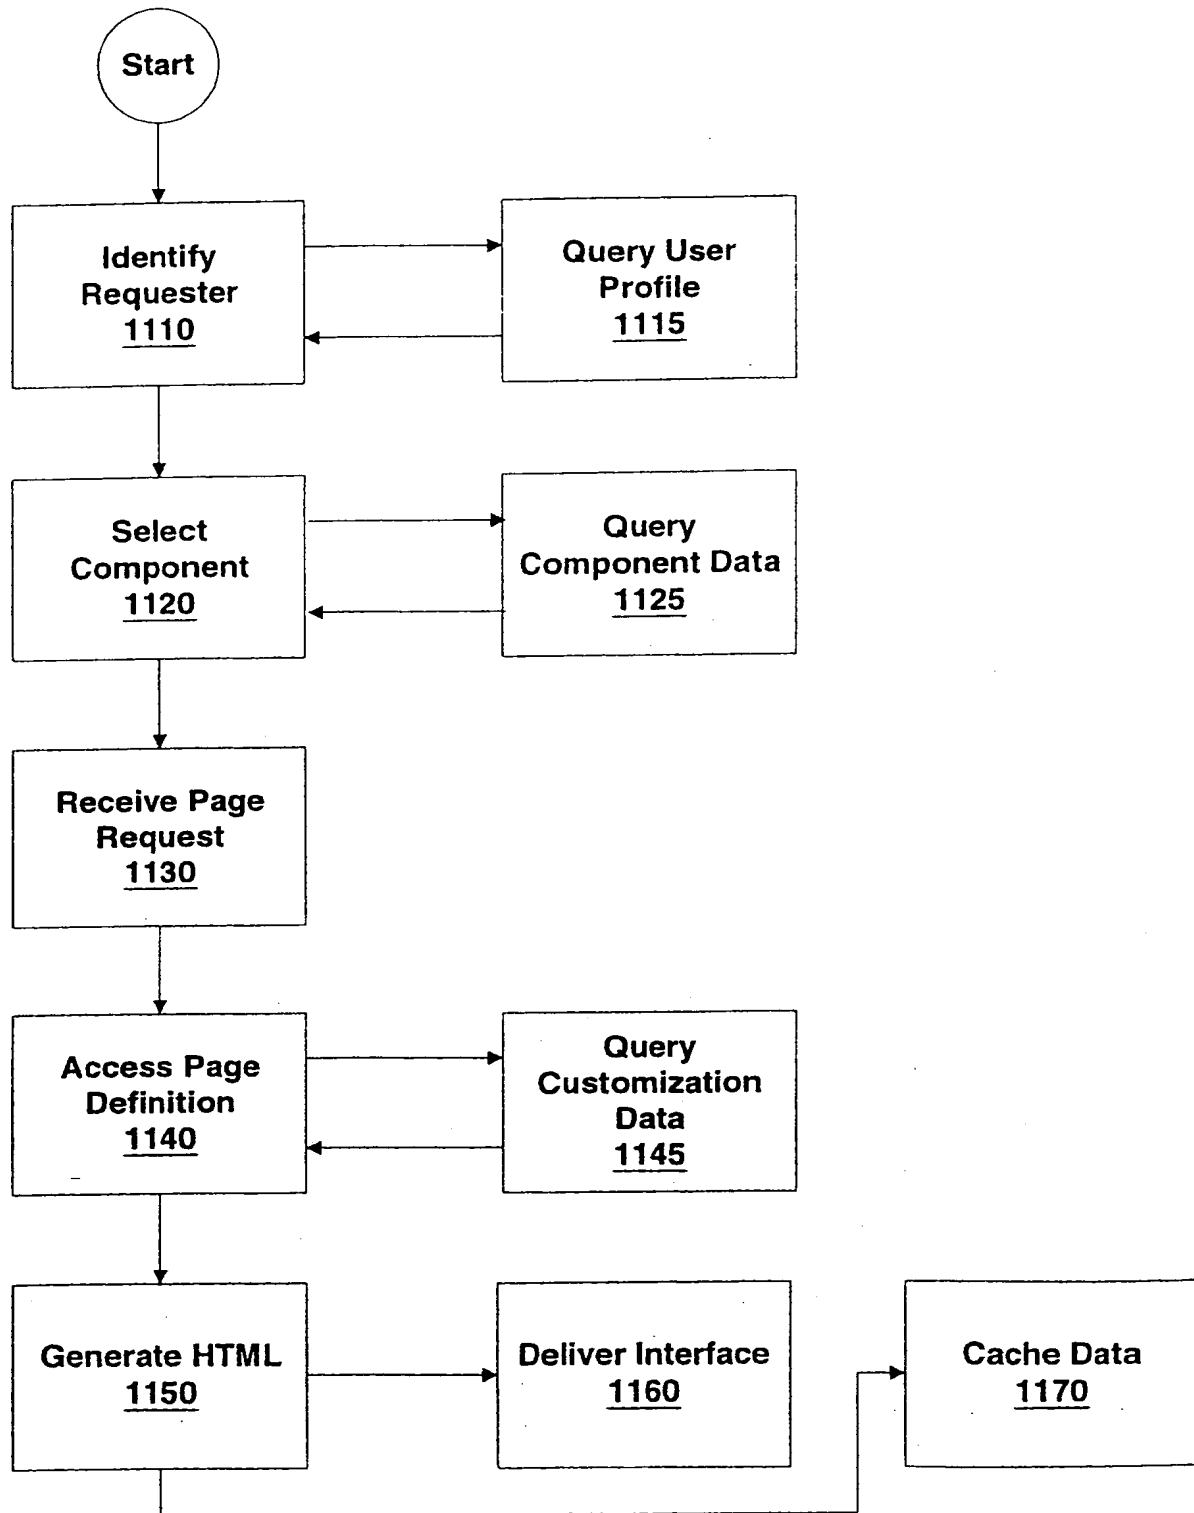 Start
Identify
Requester
1110
Query User
Profile
1115
Select
Component
1120
Query
Component Data
1125
Receive Page
Request
1130
Access Page
Definition
1140
Query
Customization
Data
1145
Generate HTML
1150
Deliver Interface
1160
Cache Data
1170